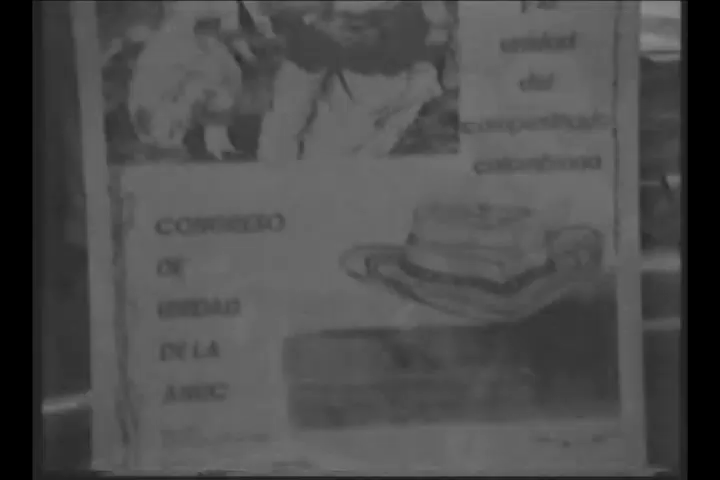 unidad
del
campesinado
colombiano
CONGRESO
DE
UNIDAD
DE LA
ANUC